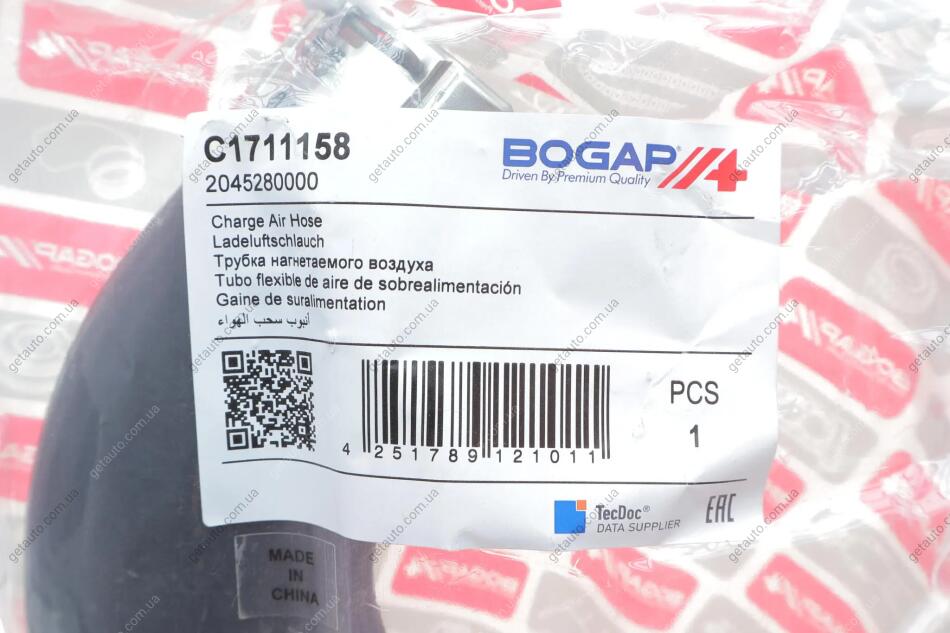 C1711158
2045280000
BOGAP®
Driven By Premium Quality
Charge Air Hose
Ladeluftschlauch
Трубка нагнетаемого воздуха
Tubo flexible de aire de sobrealimentación
Gaine de suralimentation
أنبوب سحب الهواء
4 251789 121011
PCS
1
TecDoc®
DATA SUPPLIER
EAC
MADE
IN
CHINA
getauto.com.ua